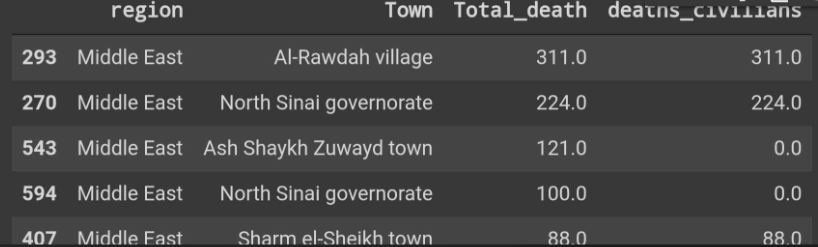 region Town Total_death deaths_civilians
293 Middle East Al-Rawdah village 311.0 311.0
270 Middle East North Sinai governorate 224.0 224.0
543 Middle East Ash Shaykh Zuwayd town 121.0 0.0
594 Middle East North Sinai governorate 100.0 0.0
407 Middle East Sharm el-Sheikh town 88.0 88.0